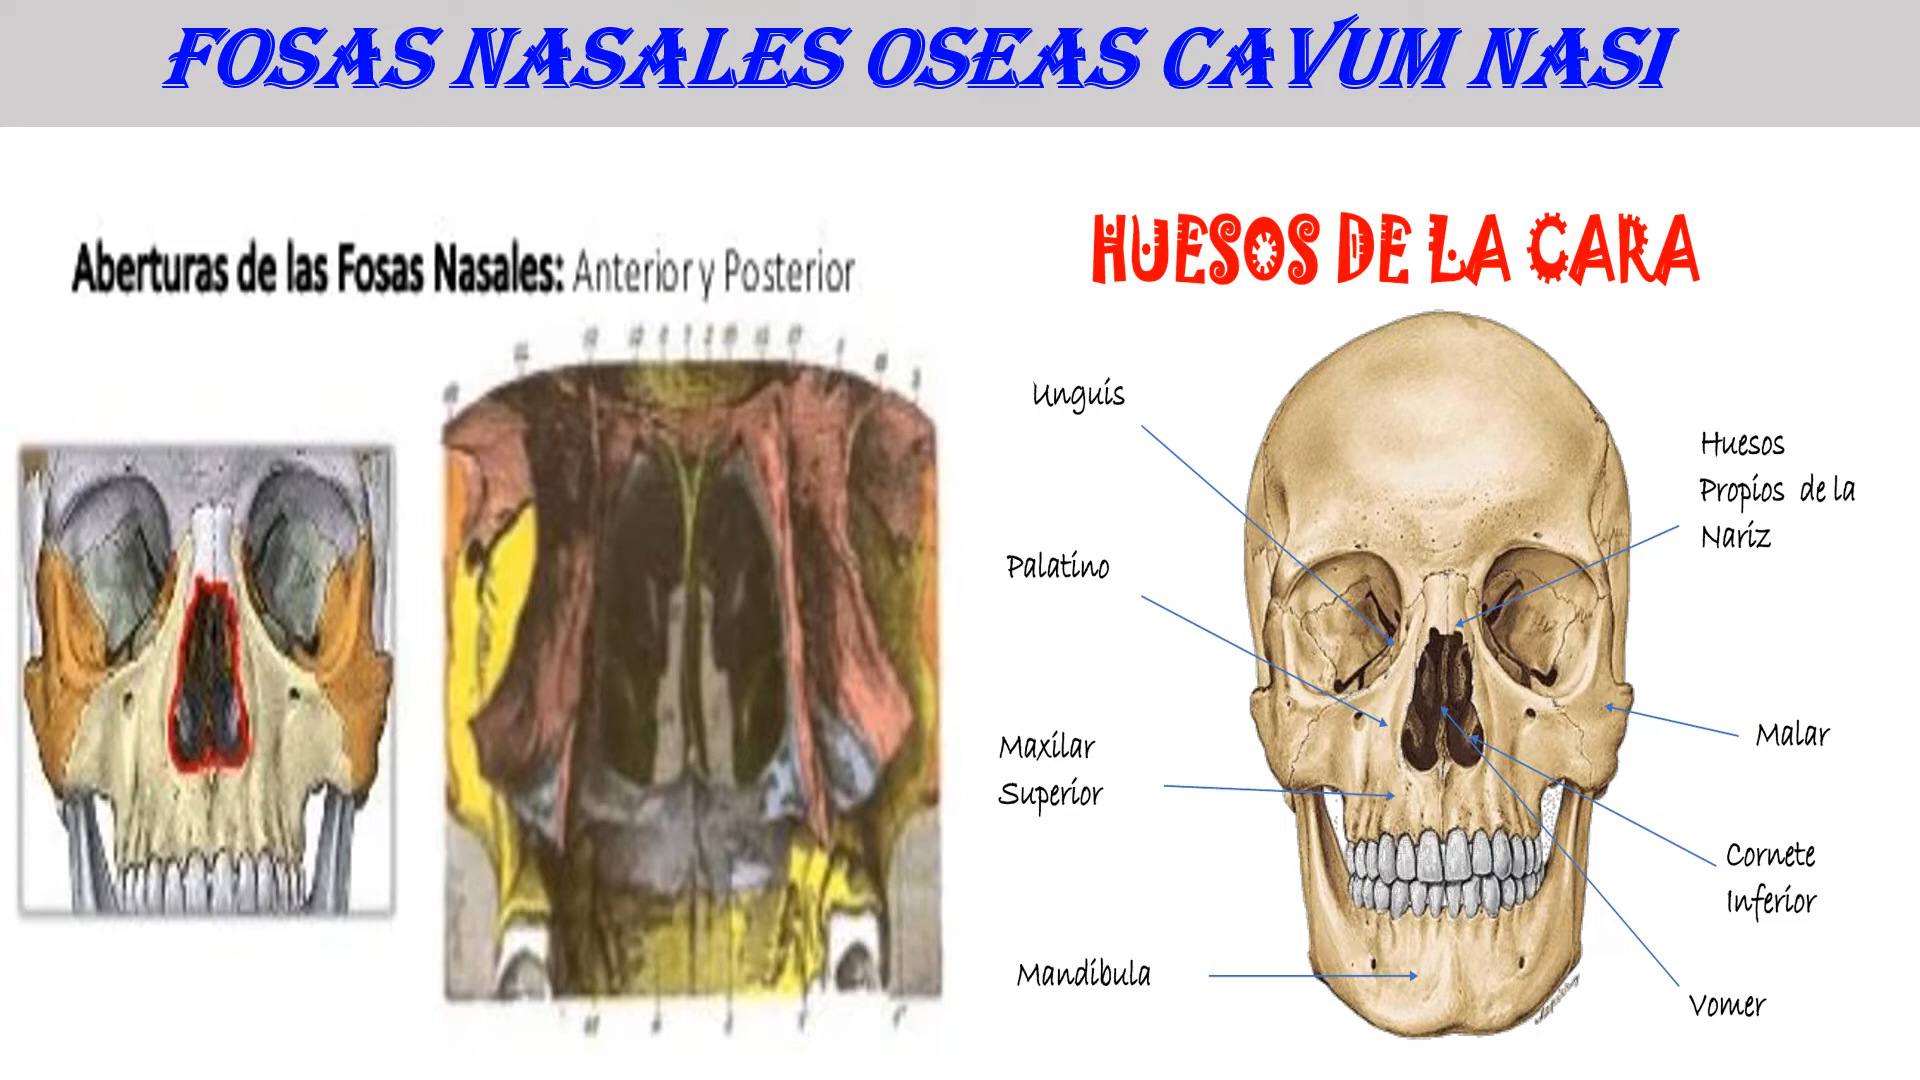 FOSAS NASALES OSEAS CAVUM NASI
Aberturas de las Fosas Nasales: Anterior y Posterior
HUESOS DE LA CARA
Unguis
Huesos
Propios de la
Nariz
Palatino
Maxilar
Superior
Malar
Cornete
Inferior
Mandibula
Vomer